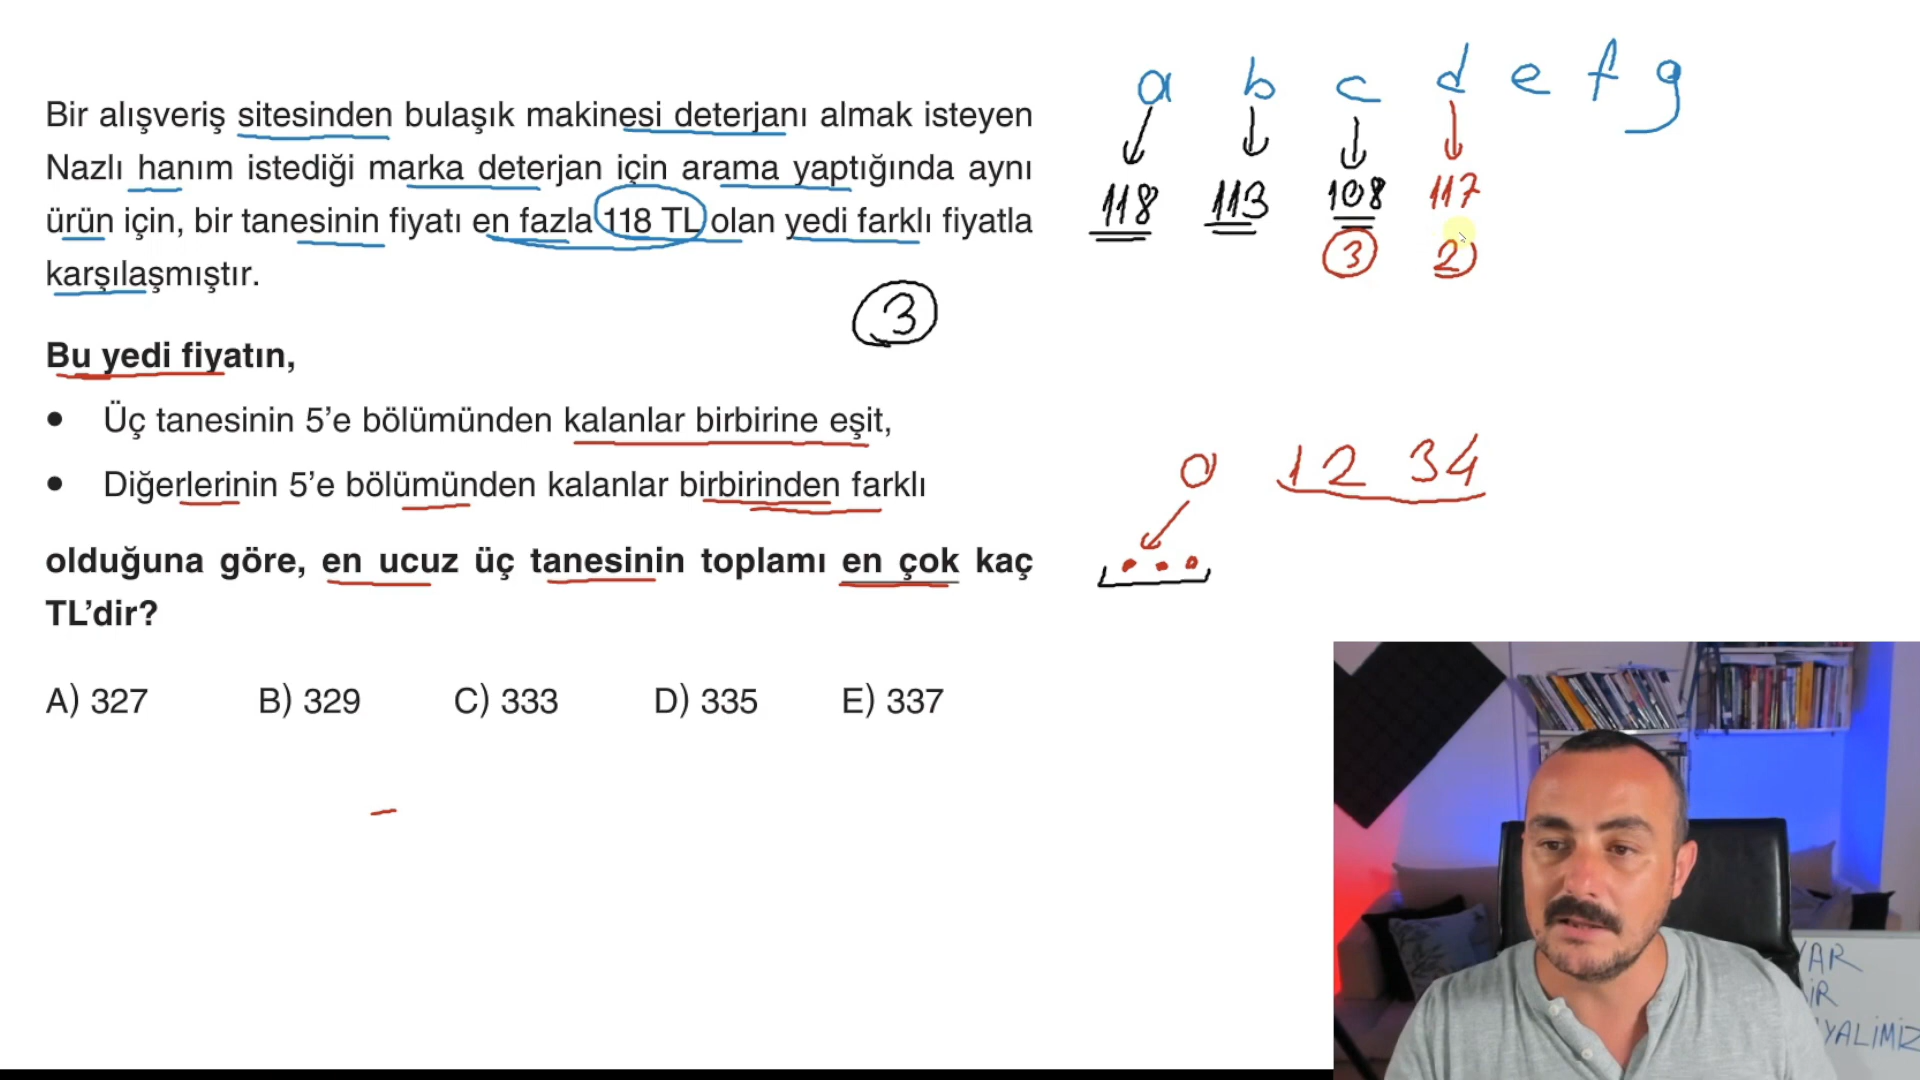 Bir alışveriş sitesinden bulaşık makinesi deterjanı almak isteyen
Nazlı hanım istediği marka deterjan için arama yaptığında aynı
ürün için, bir tanesinin fiyatı en fazla 118 TL olan yedi farklı fiyatla
karşılaşmıştır.
3
Bu yedi fiyatın,
• Üç tanesinin 5’e bölümünden kalanlar birbirine eşit,
• Diğerlerinin 5’e bölümünden kalanlar birbirinden farklı
olduğuna göre, en ucuz üç tanesinin toplamı en çok kaç
TL’dir?
A) 327 B) 329 C) 333 D) 335 E) 337
a b c d e f g
118 113 108 117
3 2
0 1 2 3 4
YAR
İR
YALİMİZ